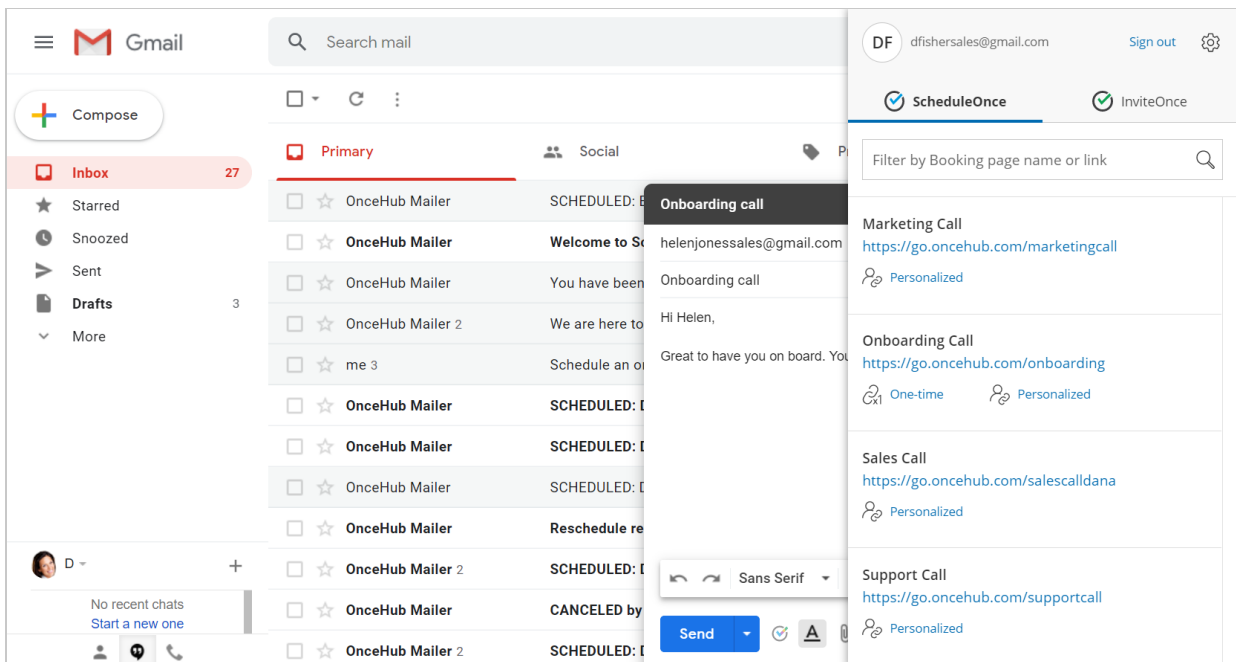 Gmail
Search mail
Compose
Inbox 27
Starred
Snoozed
Sent
Drafts 3
More
D
No recent chats
Start a new one
Primary
Social
OnceHub Mailer SCHEDULED:
OncéHub Mailer Welcome to
OnceHub Mailer You have been
OnceHub Mailer 2 We are here to
me 3 Schedule an
OnceHub Mailer SCHEDULED:
OnceHub Mailer SCHEDULED:
OnceHub Mailer SCHEDULED:
OnceHub Mailer Reschedule
OnceHub Mailer 2 SCHEDULED:
OnceHub Mailer CANCELED by
OnceHub Mailer 2 SCHEDULED:
Onboarding call
helenjonessales@gmail.com
Onboarding call
Hi Helen,
Great to have you on board.
Sans Serif
Send A
DF dfishersales@gmail.com Sign out
ScheduleOnce InviteOnce
Filter by Booking page name or link
Marketing Call
https://go.oncehub.com/marketingcall
Personalized
Onboarding Call
https://go.oncehub.com/onboarding
x1 One-time Personalized
Sales Call
https://go.oncehub.com/salescalldana
Personalized
Support Call
https://go.oncehub.com/supportcall
Personalized